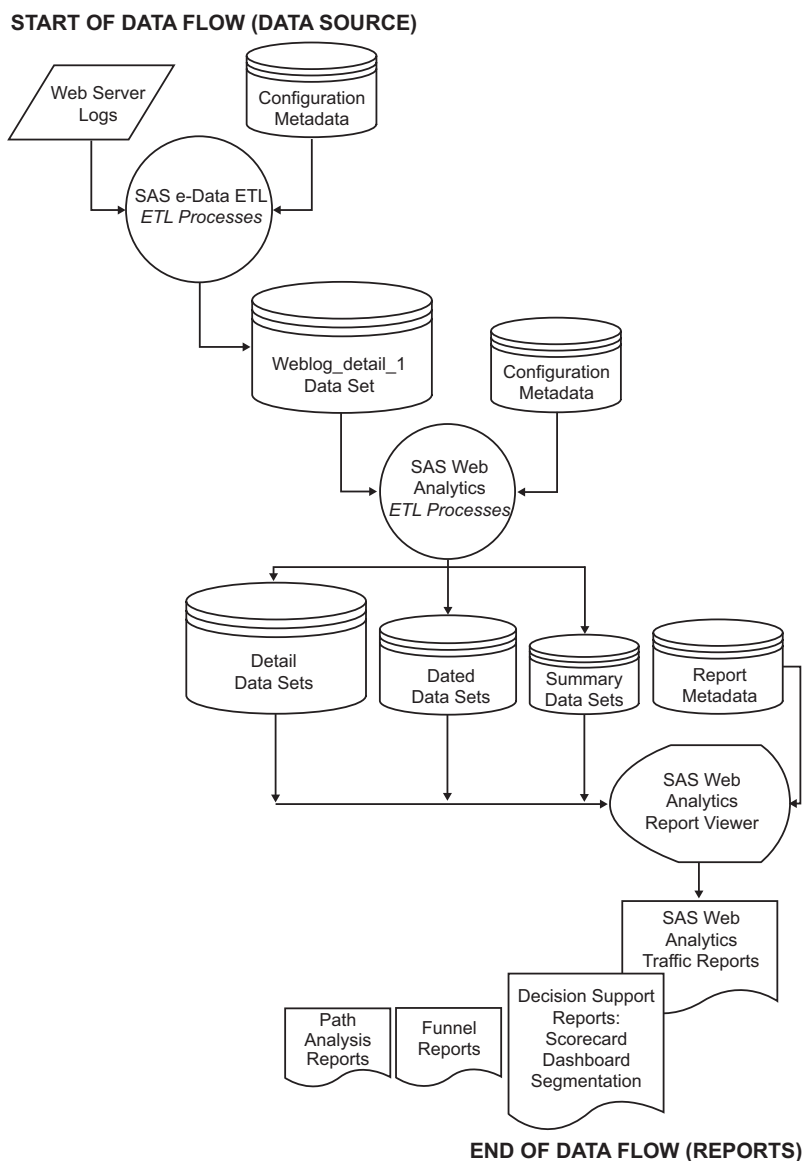 START OF DATA FLOW (DATA SOURCE)
Web Server
Logs
Configuration
Metadata
SAS e-Data ETL
ETL Processes
Weblog_detail_1
Data Set
Configuration
Metadata
SAS Web
Analytics
ETL Processes
Detail
Data Sets
Dated
Data Sets
Summary
Data Sets
Report
Metadata
SAS Web
Analytics
Report Viewer
SAS Web
Analytics
Traffic Reports
Decision Support
Reports:
Scorecard
Dashboard
Segmentation
Path
Analysis
Reports
Funnel
Reports
END OF DATA FLOW (REPORTS)